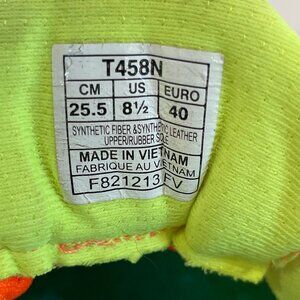 T458N
CM US EURO
25.5 8½ 40
SYNTHETIC FIBER &SYNTHETIC LEATHER
UPPER/RUBBER SOLE
MADE IN VIETNAM
FABRIQUE AU VIETNAM
F821213 FV